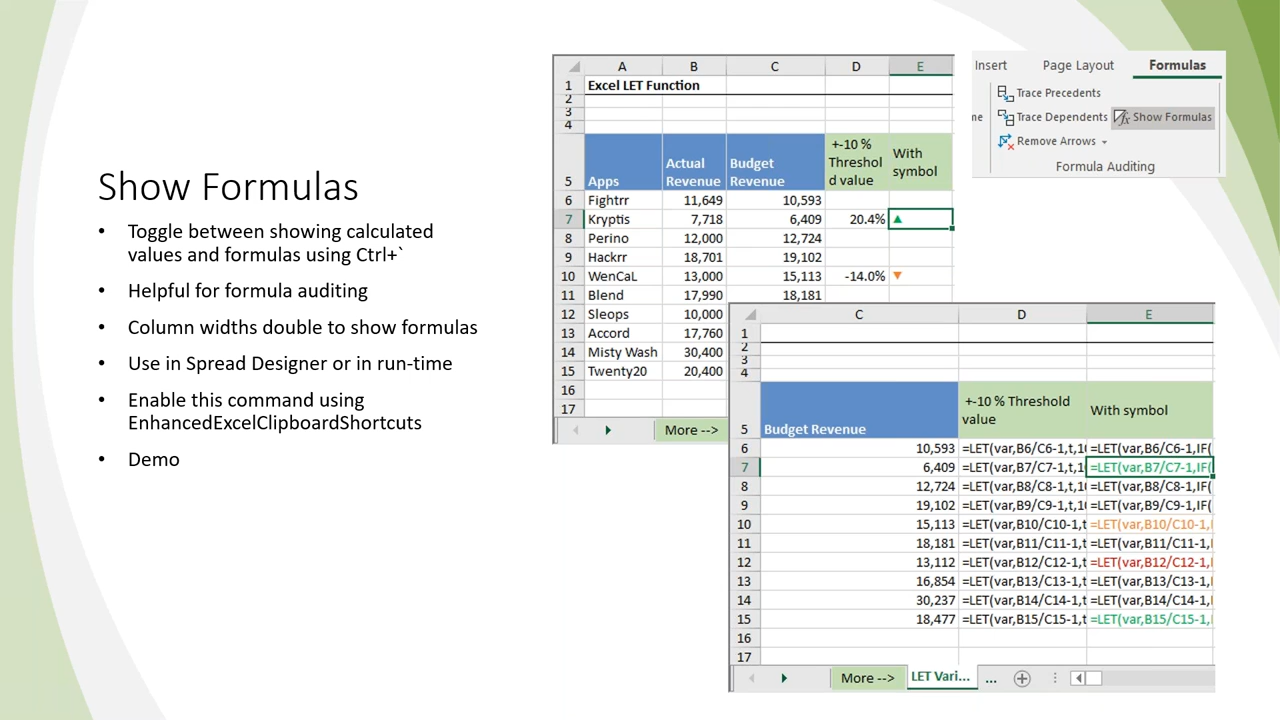 Show Formulas
• Toggle between showing calculated
values and formulas using Ctrl+`
• Helpful for formula auditing
• Column widths double to show formulas
• Use in Spread Designer or in run-time
• Enable this command using
EnhancedExcelClipboardShortcuts
• Demo
A B C D E
1 Excel LET Function
2
3
4
+-10 %
Threshol
d value
With
symbol
5 Apps Actual Revenue Budget Revenue
6 Fightrr 11,649 10,593
7 Kryptis 7,718 6,409 20.4% ▲
8 Perino 12,000 12,724
9 Hackrr 18,701 19,102
10 WenCaL 13,000 15,113 -14.0% ▼
11 Blend 17,990 18,181
12 Sleops 10,000
13 Accord 17,760
14 Misty Wash 30,400
15 Twenty20 20,400
16
17
More -->
Insert Page Layout Formulas
Trace Precedents
me Trace Dependents Show Formulas
Remove Arrows
Formula Auditing
C D E
1
2
3
4
+-10 % Threshold
value
With symbol
5 Budget Revenue
6 10,593 =LET(var,B6/C6-1,t,10 =LET(var,B6/C6-1,IF(
7 6,409 =LET(var,B7/C7-1,t,10 =LET(var,B7/C7-1,IF(
8 12,724 =LET(var,B8/C8-1,t,10 =LET(var,B8/C8-1,IF(
9 19,102 =LET(var,B9/C9-1,t,10 =LET(var,B9/C9-1,IF(
10 15,113 =LET(var,B10/C10-1,t =LET(var,B10/C10-1,I
11 18,181 =LET(var,B11/C11-1,t =LET(var,B11/C11-1,I
12 13,112 =LET(var,B12/C12-1,t =LET(var,B12/C12-1,I
13 16,854 =LET(var,B13/C13-1,t =LET(var,B13/C13-1,I
14 30,237 =LET(var,B14/C14-1,t =LET(var,B14/C14-1,I
15 18,477 =LET(var,B15/C15-1,t =LET(var,B15/C15-1,I
16
17
More --> LET Vari... ...